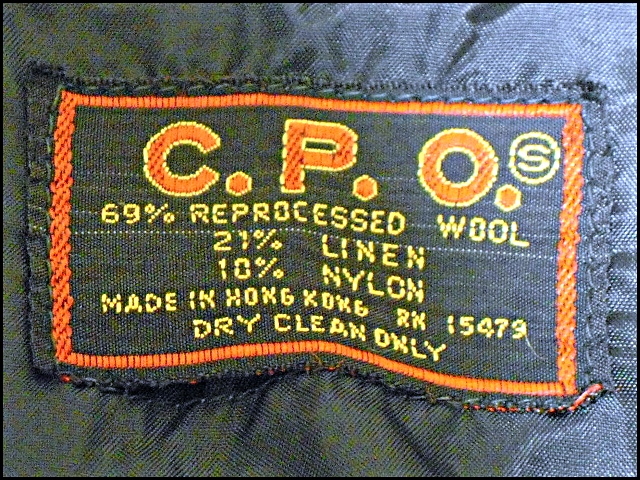 C.P.O. S
69% REPROCESSED WOOL
21% LINEN
10% NYLON
MADE IN HONG KONG RN 15479
DRY CLEAN ONLY